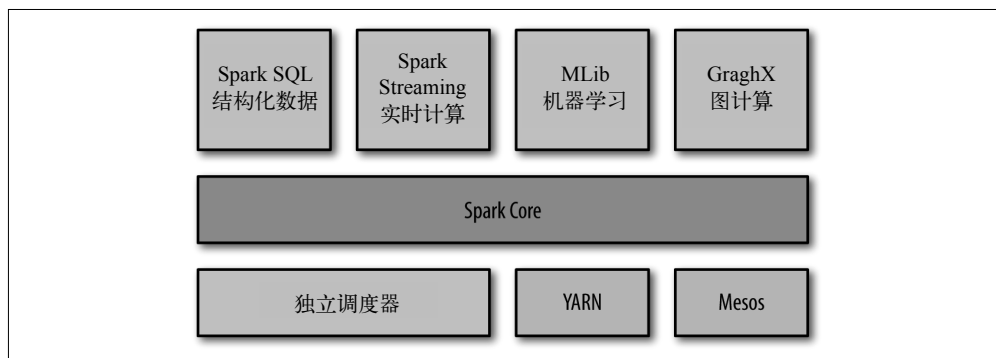 Spark SQL
结构化数据
Spark
Streaming
实时计算
MLib
机器学习
GraghX
图计算
Spark Core
独立调度器
YARN
Mesos